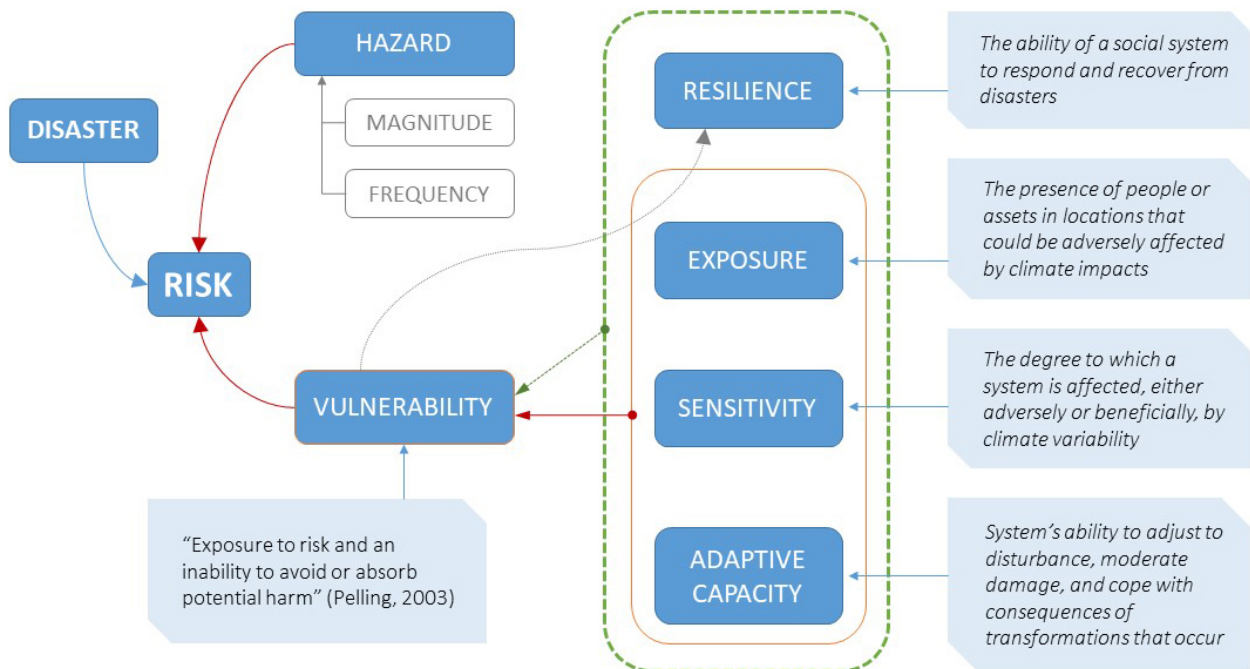 HAZARD
MAGNITUDE
FREQUENCY
DISASTER
RISK
VULNERABILITY
“Exposure to risk and an
inability to avoid or absorb
potential harm” (Pelling, 2003)
RESILIENCE
EXPOSURE
SENSITIVITY
ADAPTIVE
CAPACITY
The ability of a social system
to respond and recover from
disasters
The presence of people or
assets in locations that
could be adversely affected
by climate impacts
The degree to which a
system is affected, either
adversely or beneficially, by
climate variability
System’s ability to adjust to
disturbance, moderate
damage, and cope with
consequences of
transformations that occur